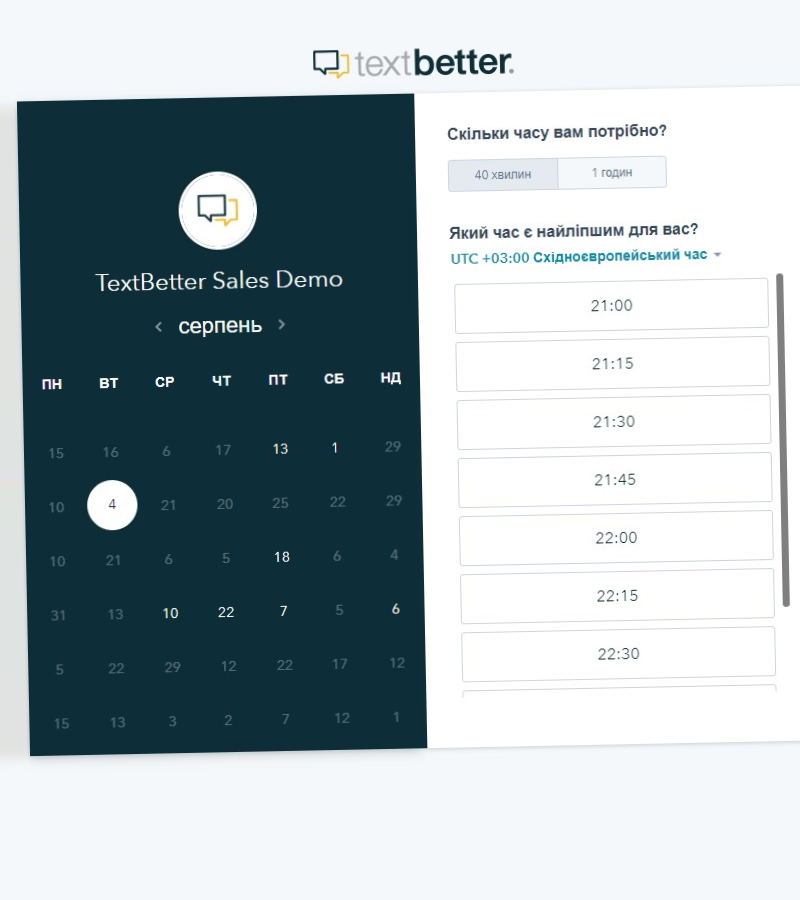 textbetter.
TextBetter Sales Demo
серпень
ПН ВТ СР ЧТ ПТ СБ НД
15 16 6 17 13 1 29
10 4 21 20 25 22 29
10 21 6 5 18 6 4
31 13 10 22 7 5 6
5 22 29 12 22 17 12
15 13 3 2 7 12 1
Скільки часу вам потрібно?
40 хвилин 1 годин
Який час є найліпшим для вас?
UTC +03:00 Східноєвропейський час
21:00
21:15
21:30
21:45
22:00
22:15
22:30